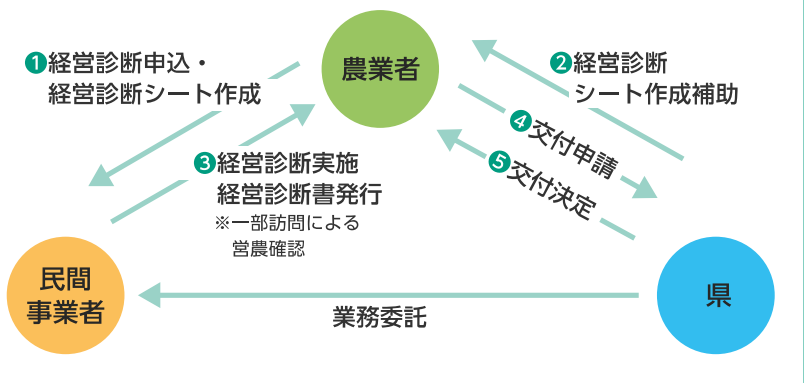 ❶経営診断申込・
経営診断シート作成
農業者
❷経営診断
シート作成補助
❸経営診断実施
経営診断書発行
※一部訪問による
営農確認
❹交付申請
❺交付決定
民間
事業者
業務委託
県